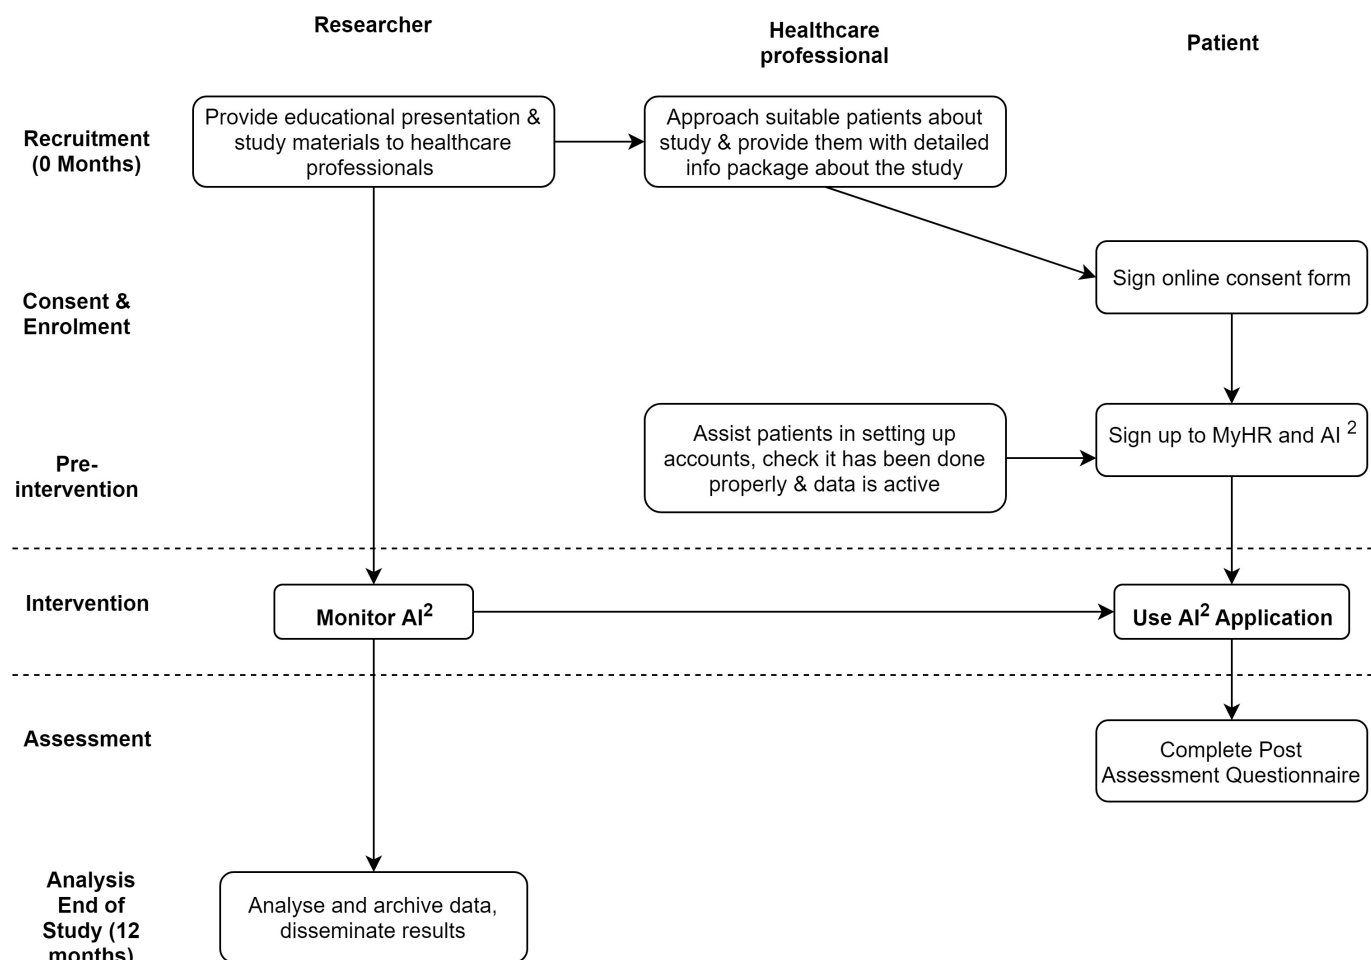 Researcher
Healthcare
professional
Patient
Recruitment
(0 Months)
Provide educational presentation &
study materials to healthcare
professionals
Approach suitable patients about
study & provide them with detailed
info package about the study
Consent &
Enrolment
Sign online consent form
Pre-
intervention
Assist patients in setting up
accounts, check it has been done
properly & data is active
Sign up to MyHR and AI ²
Intervention
Monitor AI²
Use AI² Application
Assessment
Complete Post
Assessment Questionnaire
Analysis
End of
Study (12
months)
Analyse and archive data,
disseminate results